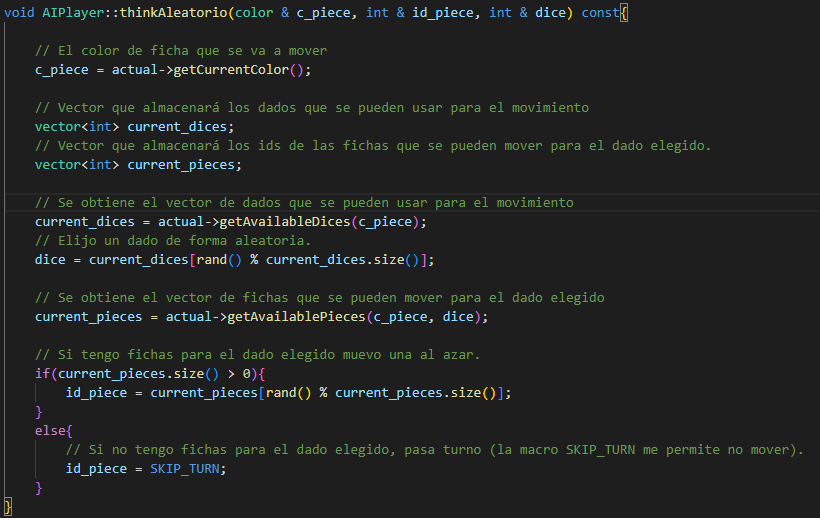 void AIPlayer::thinkAleatorio(color & c_piece, int & id_piece, int & dice) const{
// El color de ficha que se va a mover
c_piece = actual->getCurrentColor();
// Vector que almacenará los dados que se pueden usar para el movimiento
vector<int> current_dices;
// Vector que almacenará los ids de las fichas que se pueden mover para el dado elegido.
vector<int> current_pieces;
// Se obtiene el vector de dados que se pueden usar para el movimiento
current_dices = actual->getAvailableDices(c_piece);
// Elijo un dado de forma aleatoria.
dice = current_dices[rand() % current_dices.size()];
// Se obtiene el vector de fichas que se pueden mover para el dado elegido
current_pieces = actual->getAvailablePieces(c_piece, dice);
// Si tengo fichas para el dado elegido muevo una al azar.
if(current_pieces.size() > 0){
id_piece = current_pieces[rand() % current_pieces.size()];
}
else{
// Si no tengo fichas para el dado elegido, pasa turno (la macro SKIP_TURN me permite no mover).
id_piece = SKIP_TURN;
}
}